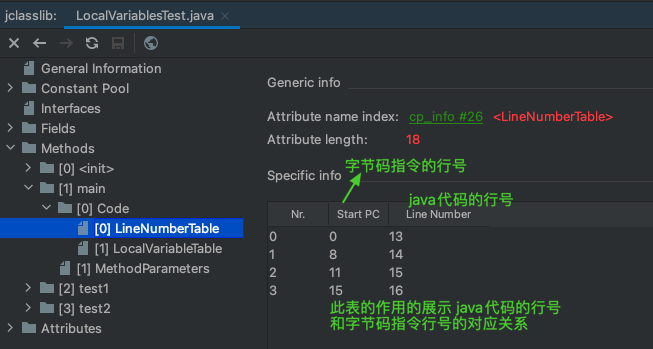 jclasslib: LocalVariablesTest.java ×
General Information
Constant Pool
Interfaces
Fields
Methods
[0] <init>
[1] main
[0] Code
[0] LineNumberTable
[1] LocalVariableTable
[1] MethodParameters
[2] test1
[3] test2
Attributes
Generic info
Attribute name index: cp_info #26 <LineNumberTable>
Attribute length: 18
字节码指令的行号
Specific info
java代码的行号
Nr. Start PC Line Number
0 0 13
1 8 14
2 11 15
3 15 16
此表的作用的展示 java代码的行号
和字节码指令行号的对应关系